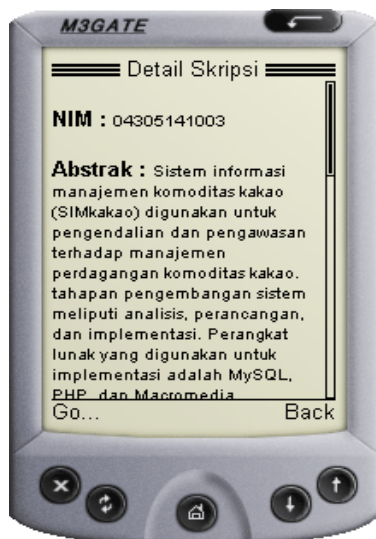 M3GATE
Detail Skripsi
NIM : 04305141003
Abstrak : Sistem informasi
manajemen komoditas kakao
(SIMkakao) digunakan untuk
pengendalian dan pengawasan
terhadap manajemen
perdagangan komoditas kakao.
tahapan pengembangan sistem
meliputi analisis, perancangan,
dan implementasi. Perangkat
lunak yang digunakan untuk
implementasi adalah MySQL,
PHP, dan Macromedia
Go... Back